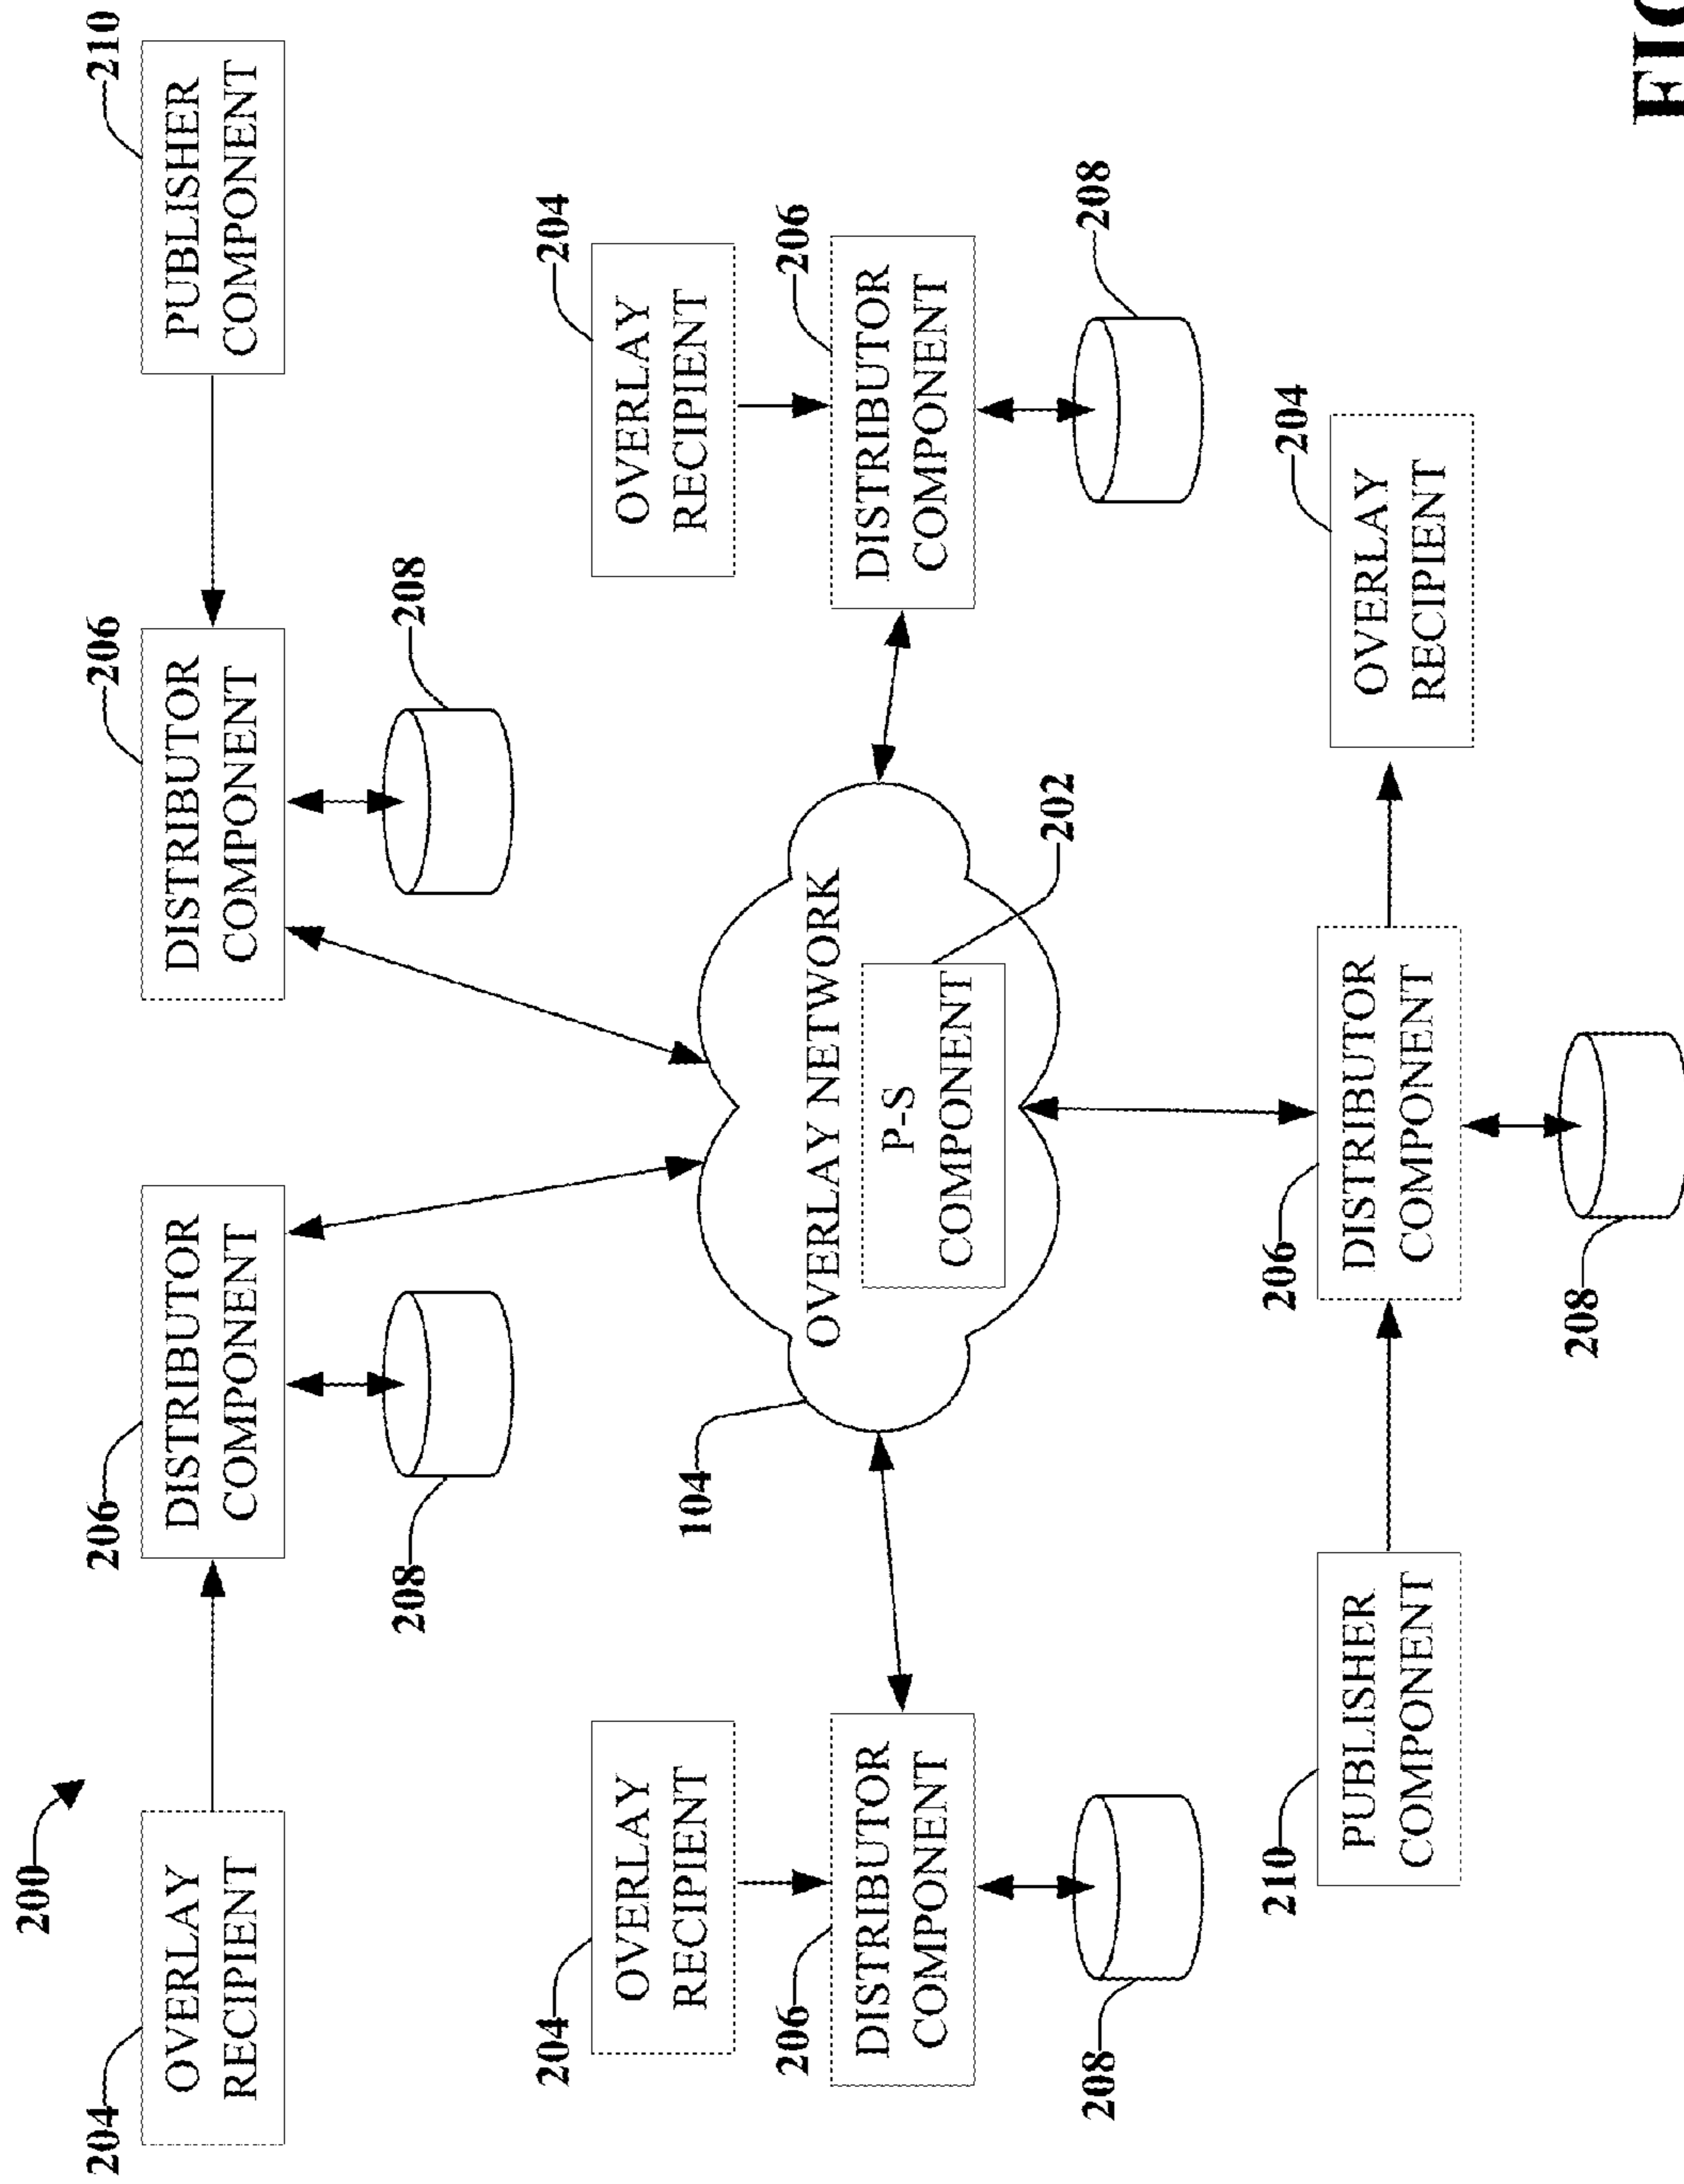 200
204
OVERLAY
RECIPIENT
206
DISTRIBUTOR
COMPONENT
208
206
DISTRIBUTOR
COMPONENT
208
210
PUBLISHER
COMPONENT
204
OVERLAY
RECIPIENT
206
DISTRIBUTOR
COMPONENT
208
104
OVERLAY NETWORK
P-S
COMPONENT
202
204
OVERLAY
RECIPIENT
206
DISTRIBUTOR
COMPONENT
208
210
PUBLISHER
COMPONENT
206
DISTRIBUTOR
COMPONENT
208
204
OVERLAY
RECIPIENT